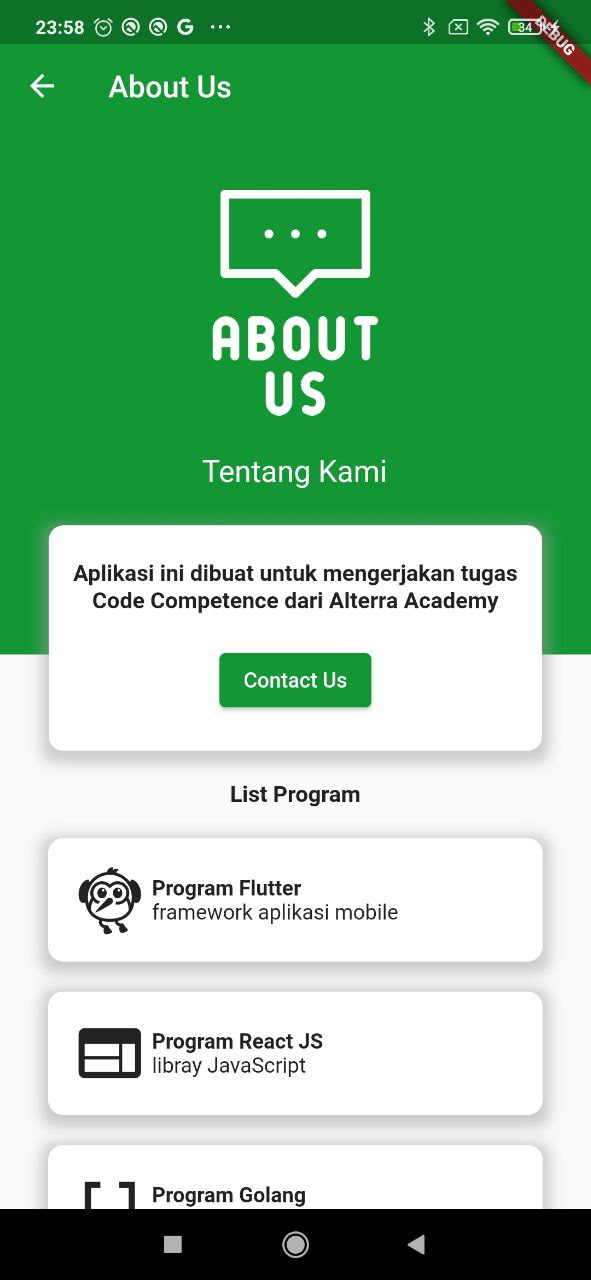 23:58
34
DEBUG
About Us
ABOUT
US
Tentang Kami
Aplikasi ini dibuat untuk mengerjakan tugas
Code Competence dari Alterra Academy
Contact Us
List Program
Program Flutter
framework aplikasi mobile
Program React JS
libray JavaScript
Program Golang